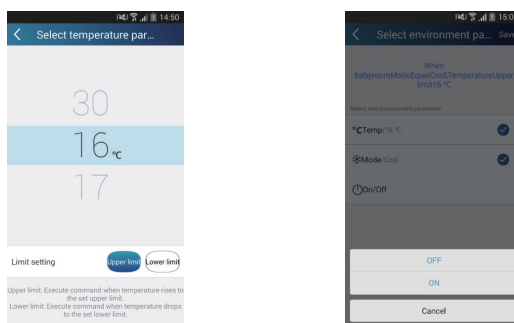 14:50
Select temperature par...
30
16 ℃
17
Limit setting
Upper limit
Lower limit
Upper limit: Execute command when temperature rises to
the set upper limit.
Lower limit: Execute command when temperature drops
to the set lower limit.
15:0
Select environment pa... Save
When
babyroomModeEqualCool,TemperatureUpper
limit16 ℃
Select one environment parameter
℃Temp/16 ℃
Mode/Cool
On/Off
OFF
ON
Cancel